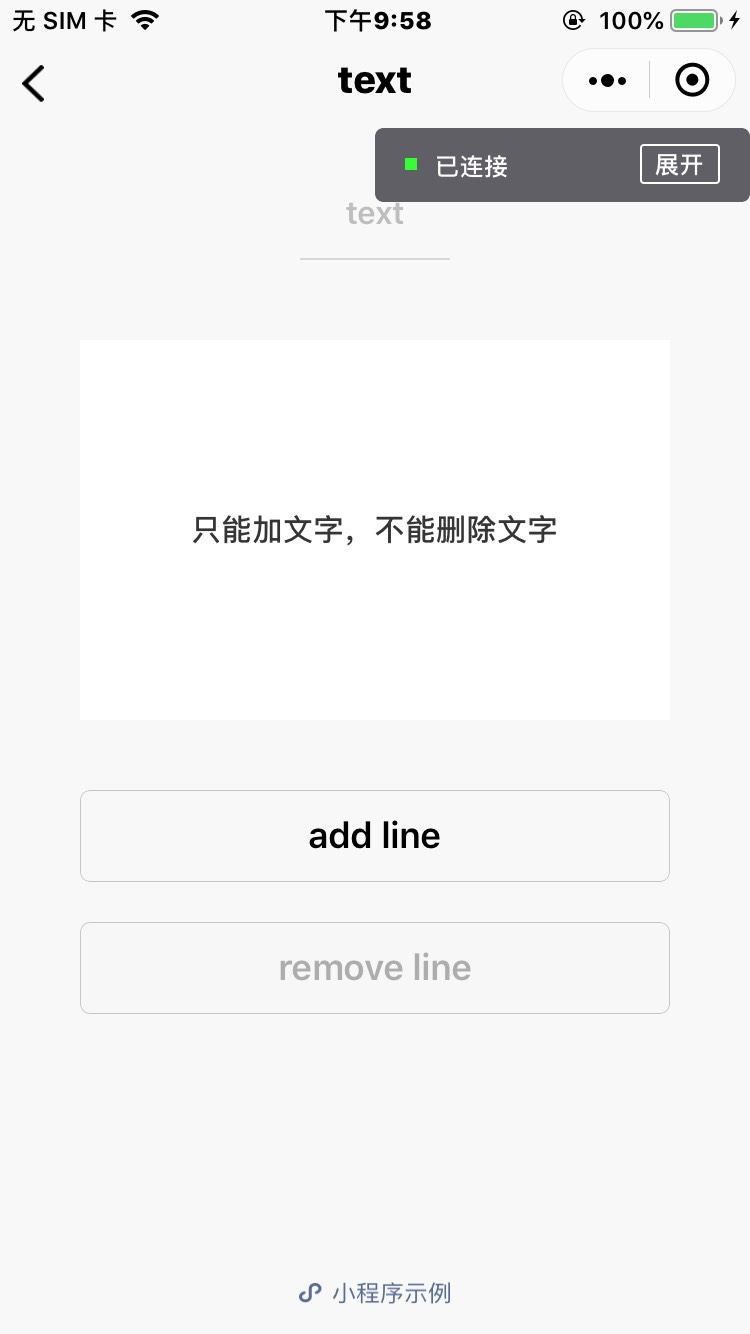 无 SIM 卡
下午9:58
100%
text
已连接
展开
text
只能加文字，不能删除文字
add line
remove line
小程序示例